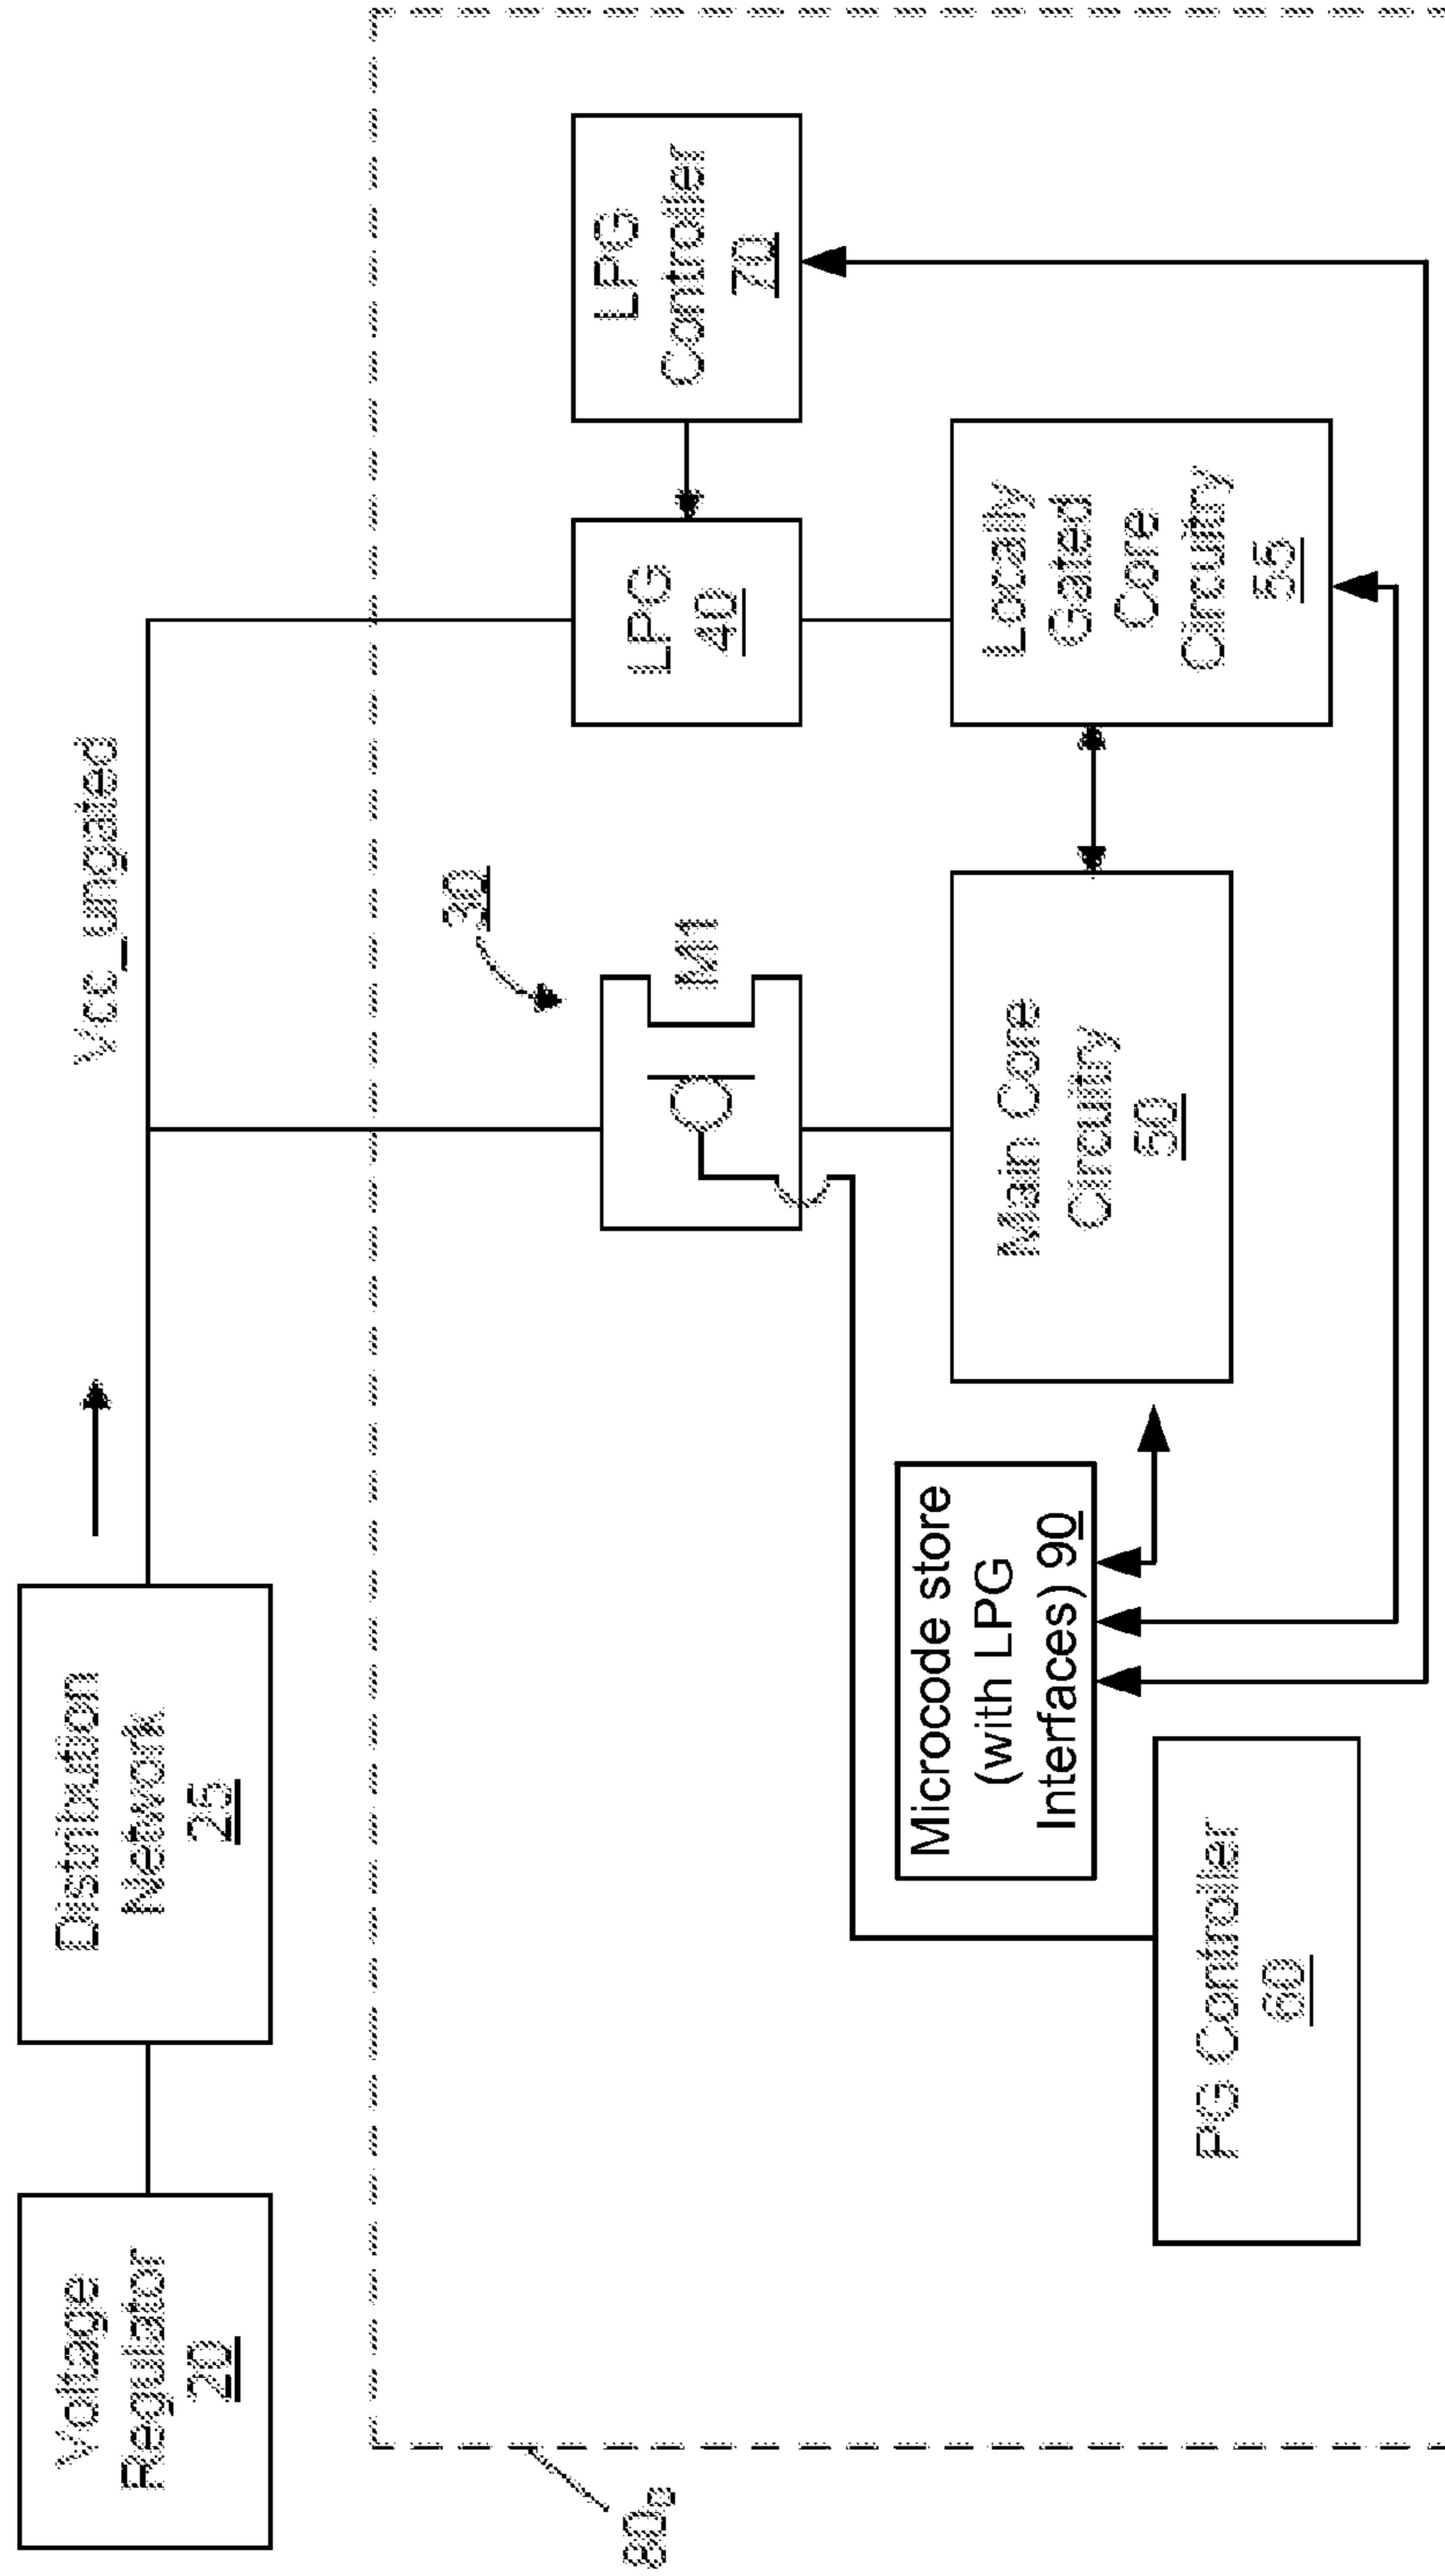 Voltage
Regulator
20
Distribution
Network
25
Vcc_ungated
80₀
30
M1
LPG
40
LPG
Controller
70
Main Core
Circuitry
50
Locally
Gated
Core
Circuitry
55
Microcode store
(with LPG
Interfaces) 90
PG Controller
60